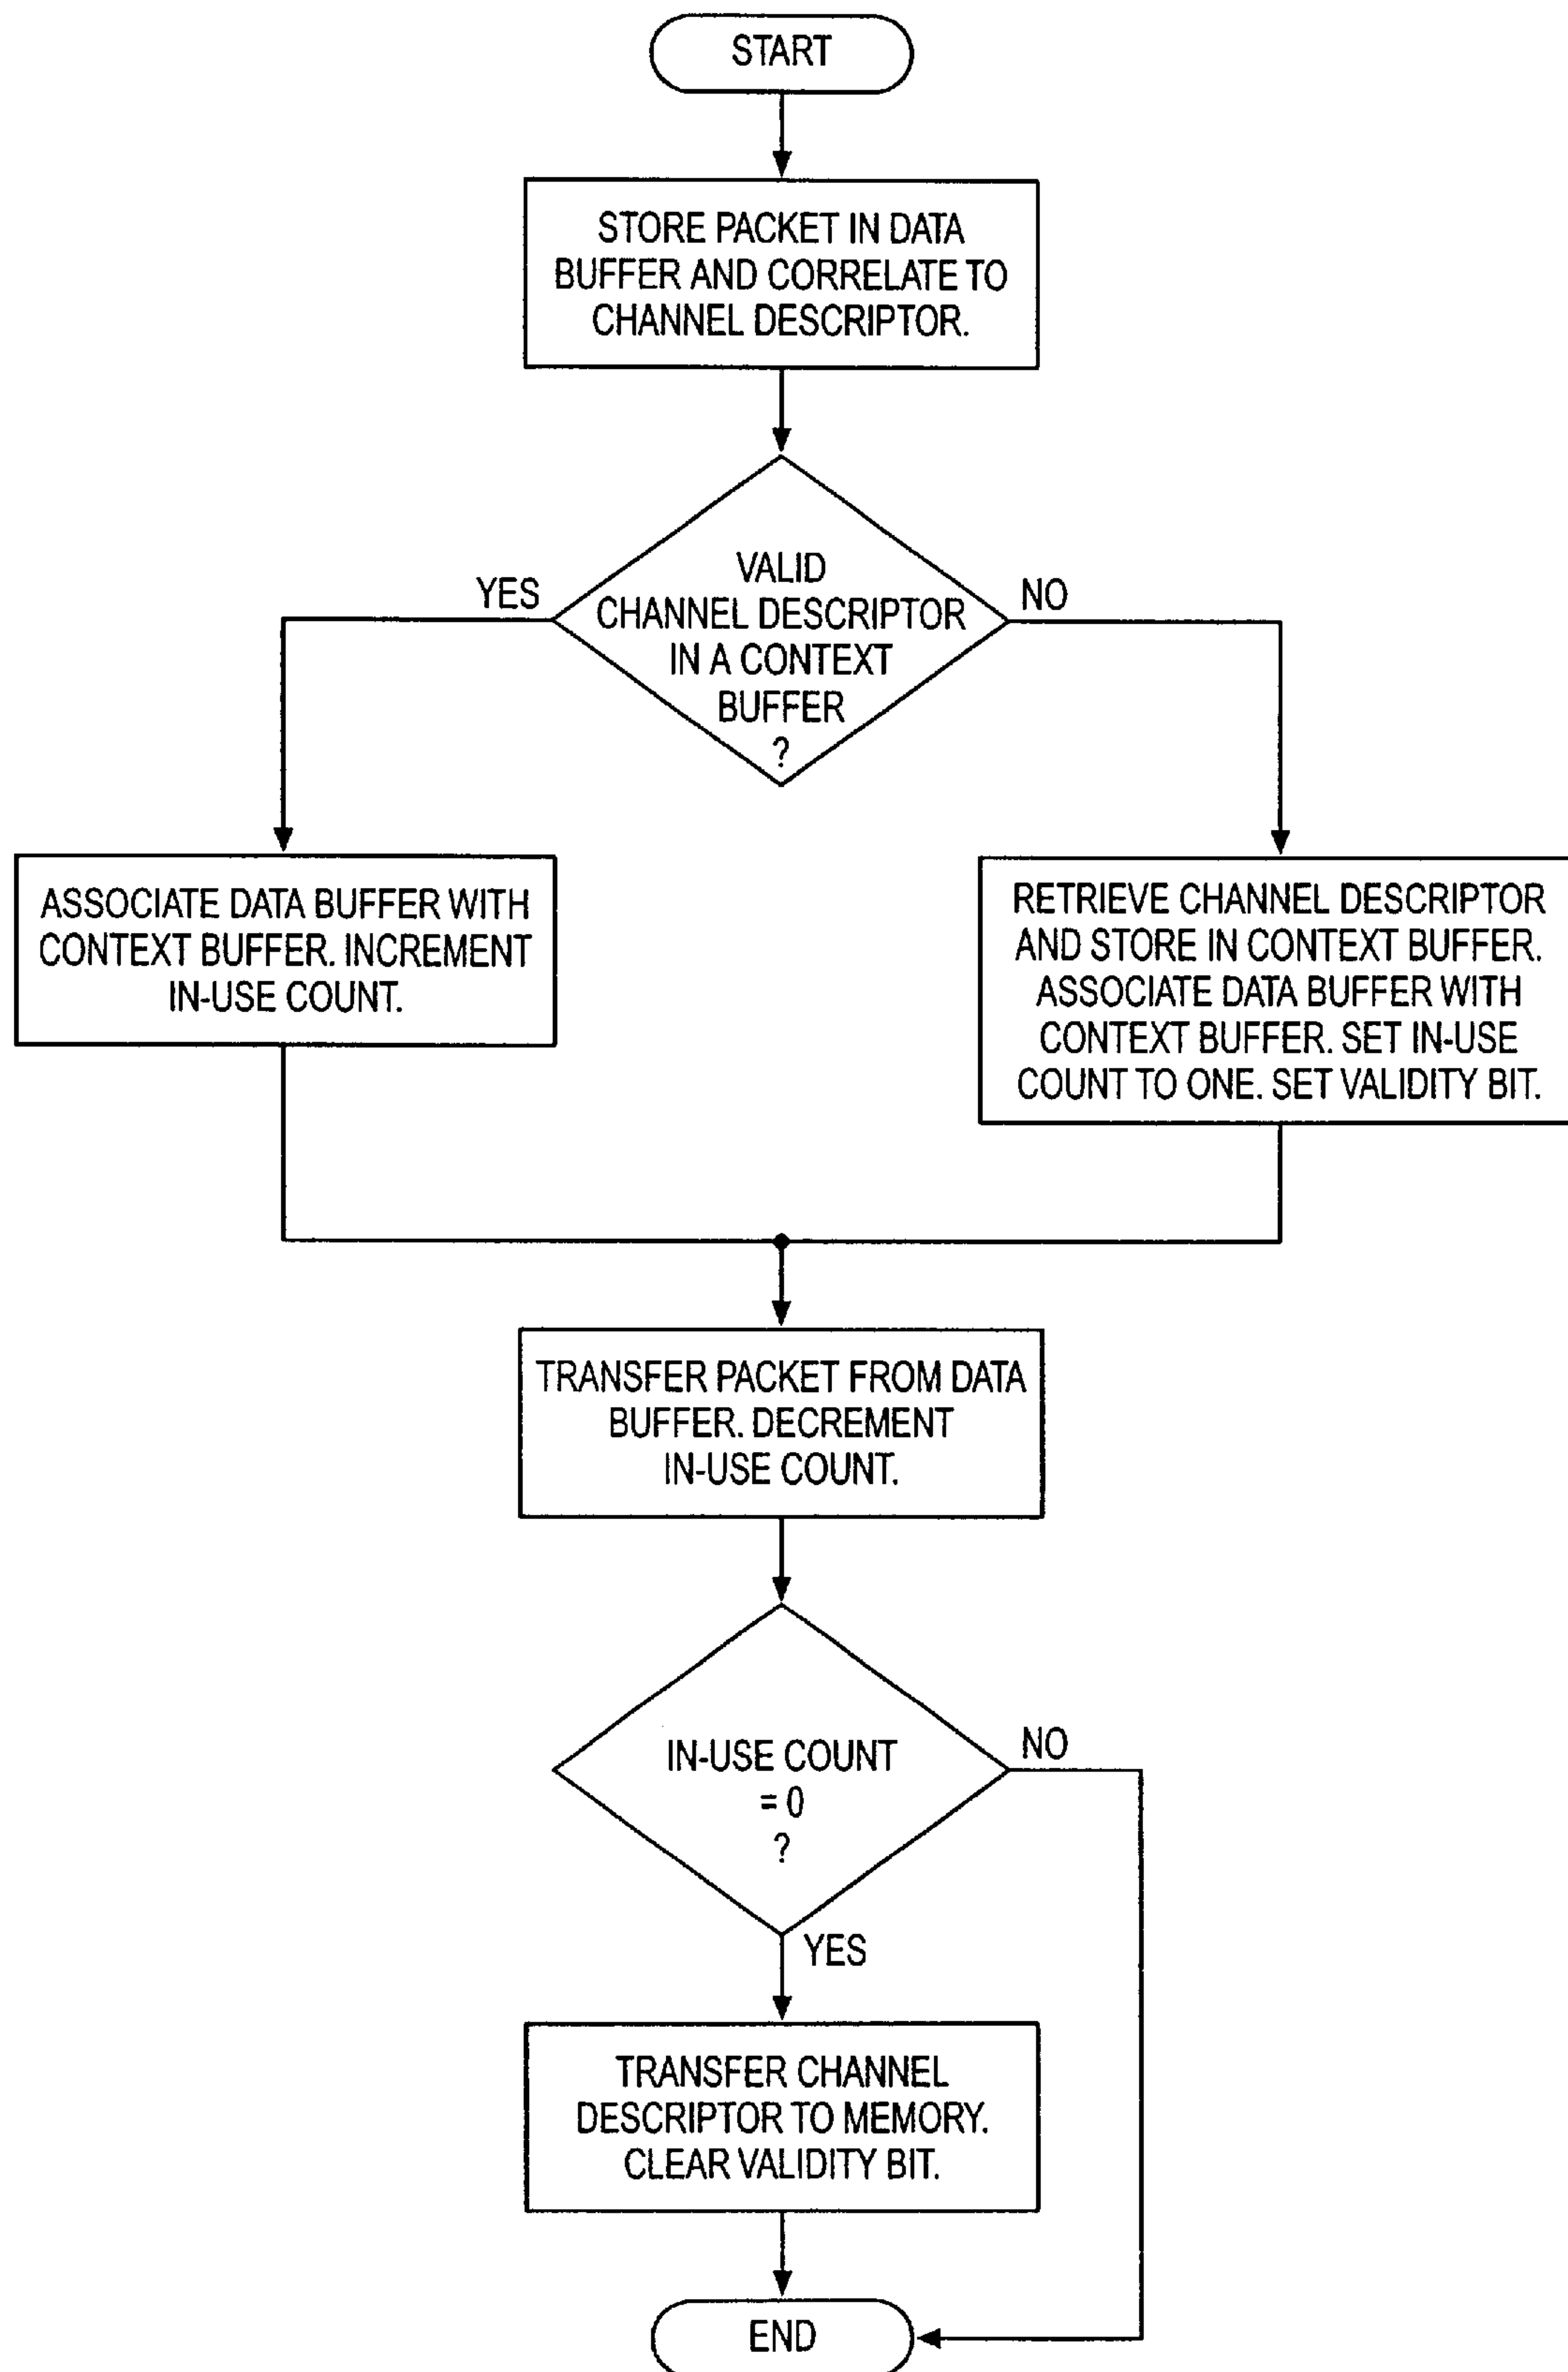 START
STORE PACKET IN DATA
BUFFER AND CORRELATE TO
CHANNEL DESCRIPTOR.
VALID
CHANNEL DESCRIPTOR
IN A CONTEXT
BUFFER
?
YES
NO
ASSOCIATE DATA BUFFER WITH
CONTEXT BUFFER. INCREMENT
IN-USE COUNT.
RETRIEVE CHANNEL DESCRIPTOR
AND STORE IN CONTEXT BUFFER.
ASSOCIATE DATA BUFFER WITH
CONTEXT BUFFER. SET IN-USE
COUNT TO ONE. SET VALIDITY BIT.
TRANSFER PACKET FROM DATA
BUFFER. DECREMENT
IN-USE COUNT.
IN-USE COUNT
= 0
?
NO
YES
TRANSFER CHANNEL
DESCRIPTOR TO MEMORY.
CLEAR VALIDITY BIT.
END